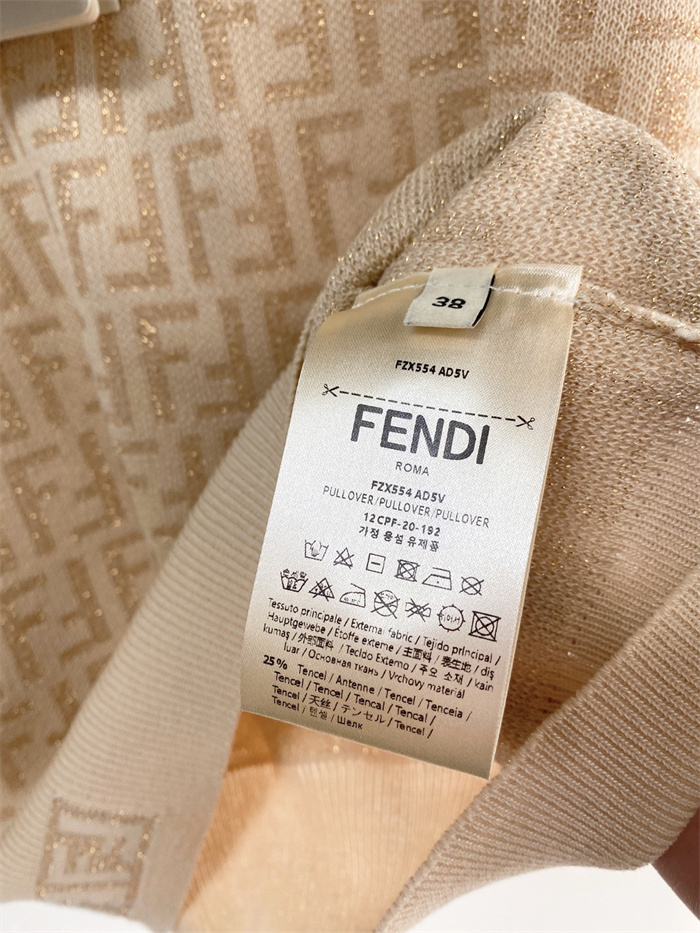 38
FZX554 AD5V
FENDI
ROMA
FZX554 AD5V
PULLOVER/PULLOVER/PULLOVER
12CPF-20-192
가정 용섬 유제품
Tessuto principale / External fabric / Tejido principal /
Hauptgewebe / Étoffe externe / 主面料 / 表生地 / diş
kumaş / 外部面料 / Tecido Externo / 주요 소재 / kain
luar / Основная ткань / Vrchovy materiál
25% Tencel / Antenne / Tencel / Tenceia /
Tencel / Tencel / Tencal / Tencal /
Tencel / 天丝 / テンセル / Tencel /
Tencel / 텐셀 / Шелк